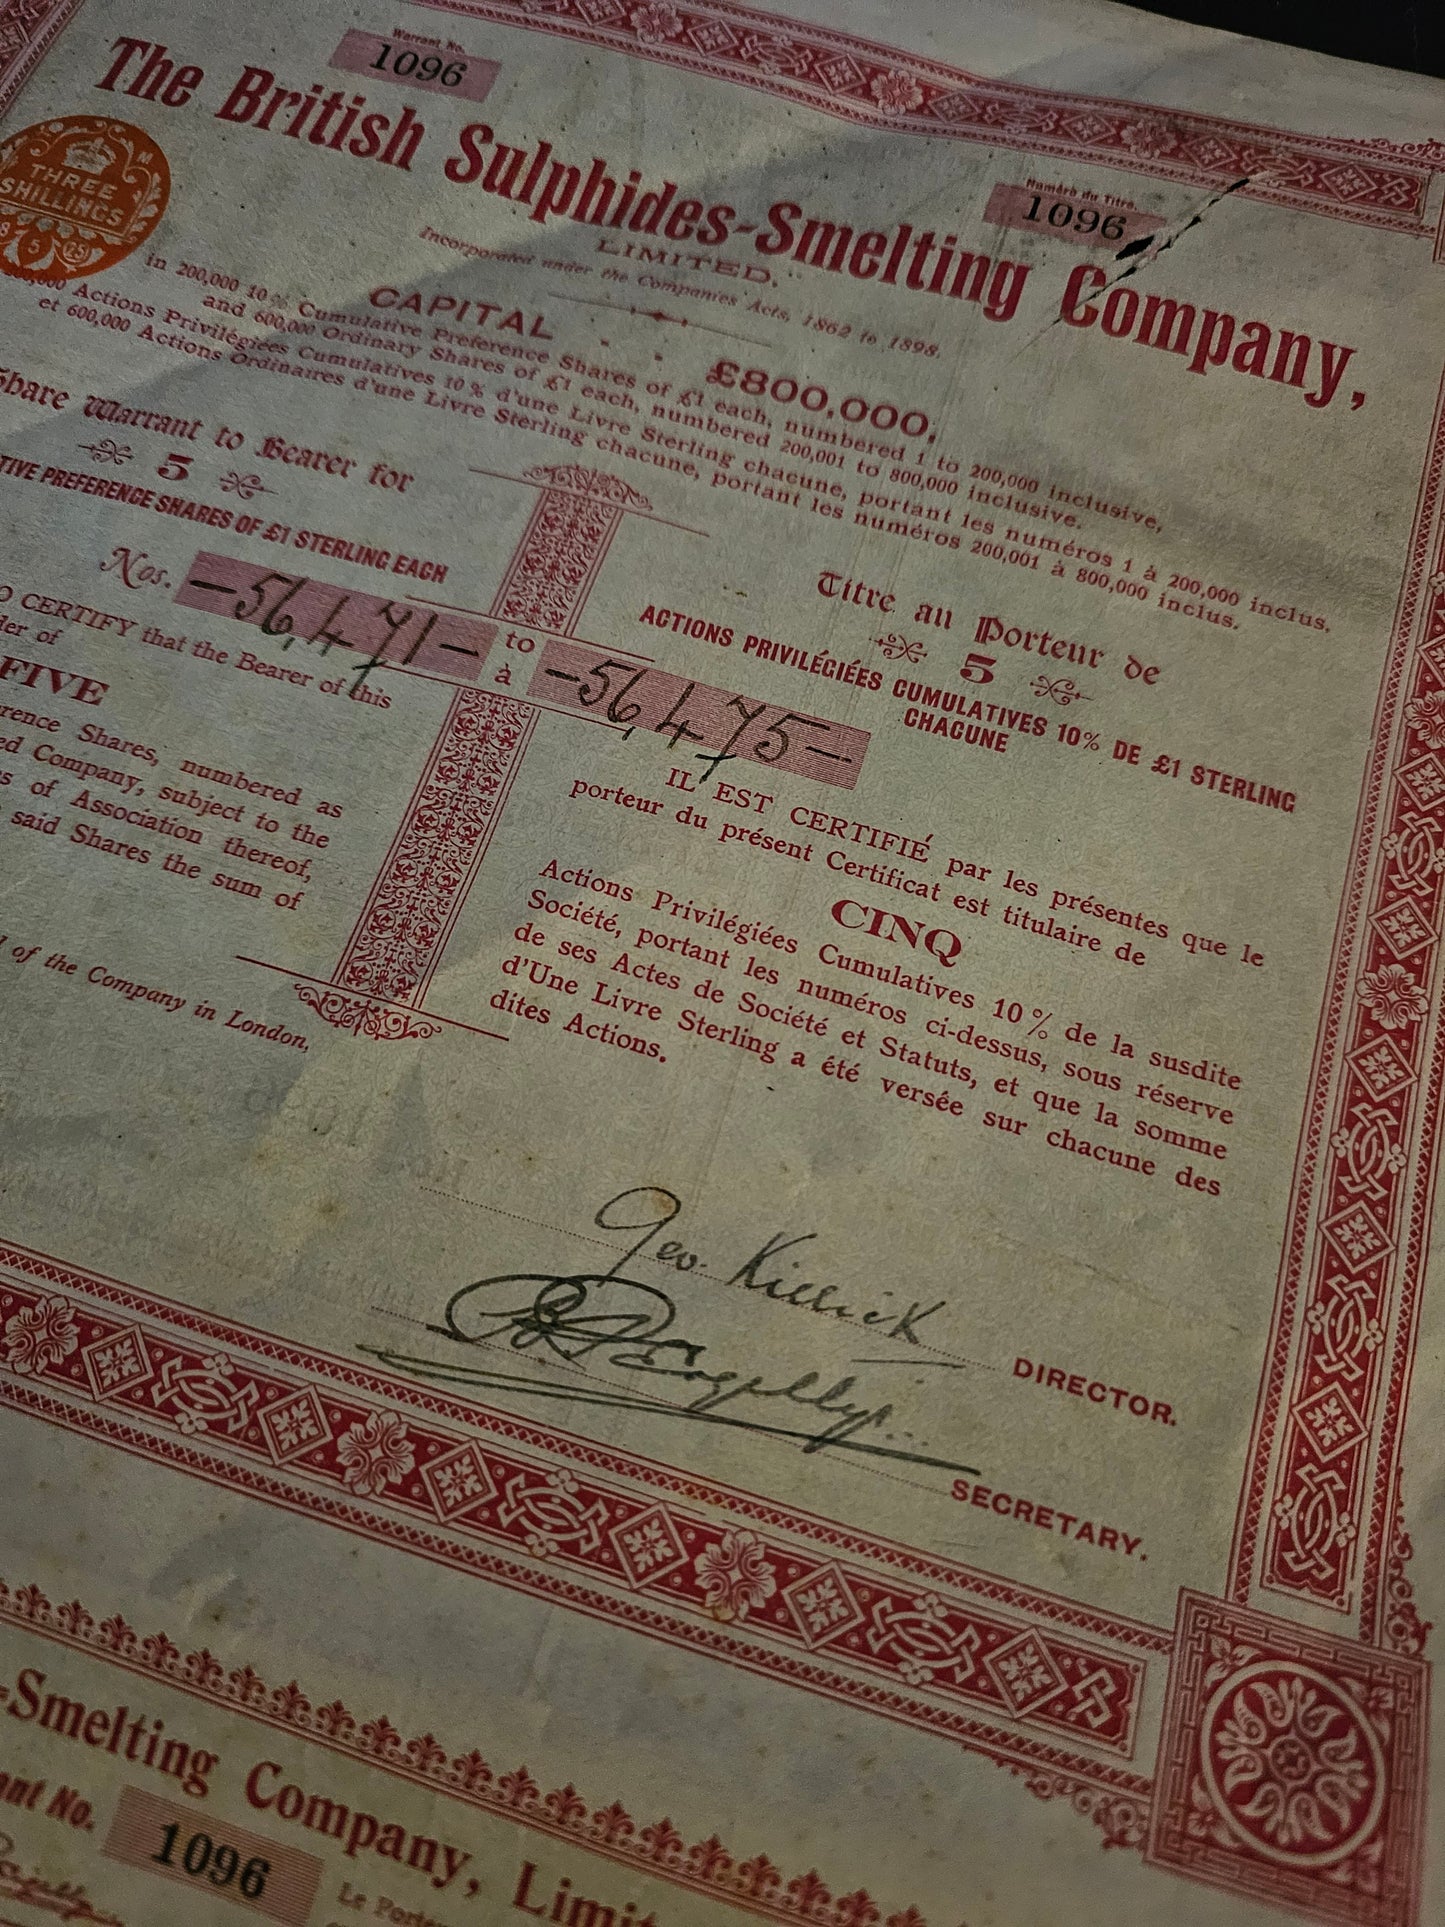 Warrant No.
1096
The British Sulphides-Smelting Company,
Numéro du Titre.
1096
LIMITED.
Incorporated under the Companies Acts, 1862 to 1898.
THREE
SHILLINGS
CAPITAL £800,000,
in 200,000 10% Cumulative Preference Shares of £1 each, numbered 1 to 200,000 inclusive,
and 600,000 Ordinary Shares of £1 each, numbered 200,001 to 800,000 inclusive.
Actions Privilégiées Cumulatives 10% d'une Livre Sterling chacune, portant les numéros 1 à 200,000 inclus,
et 600,000 Actions Ordinaires d'une Livre Sterling chacune, portant les numéros 200,001 à 800,000 inclus.
Share Warrant to Bearer for
5
TIVE PREFERENCE SHARES OF £1 STERLING EACH
Nos. —56,471— to
à —56,475—
O CERTIFY that the Bearer of this
der of
FIVE
rence Shares, numbered as
ed Company, subject to the
s of Association thereof,
said Shares the sum of
l of the Company in London,
Titre au Porteur de
5
ACTIONS PRIVILÉGIÉES CUMULATIVES 10% DE £1 STERLING
CHACUNE
IL EST CERTIFIÉ par les présentes que le
porteur du présent Certificat est titulaire de
CINQ
Actions Privilégiées Cumulatives 10% de la susdite
Société, portant les numéros ci-dessus, sous réserve
de ses Actes de Société et Statuts, et que la somme
d'Une Livre Sterling a été versée sur chacune des
dites Actions.
Geo. Killick
DIRECTOR.
SECRETARY.
-Smelting Company, Limit
ant No.
1096
Le Porte